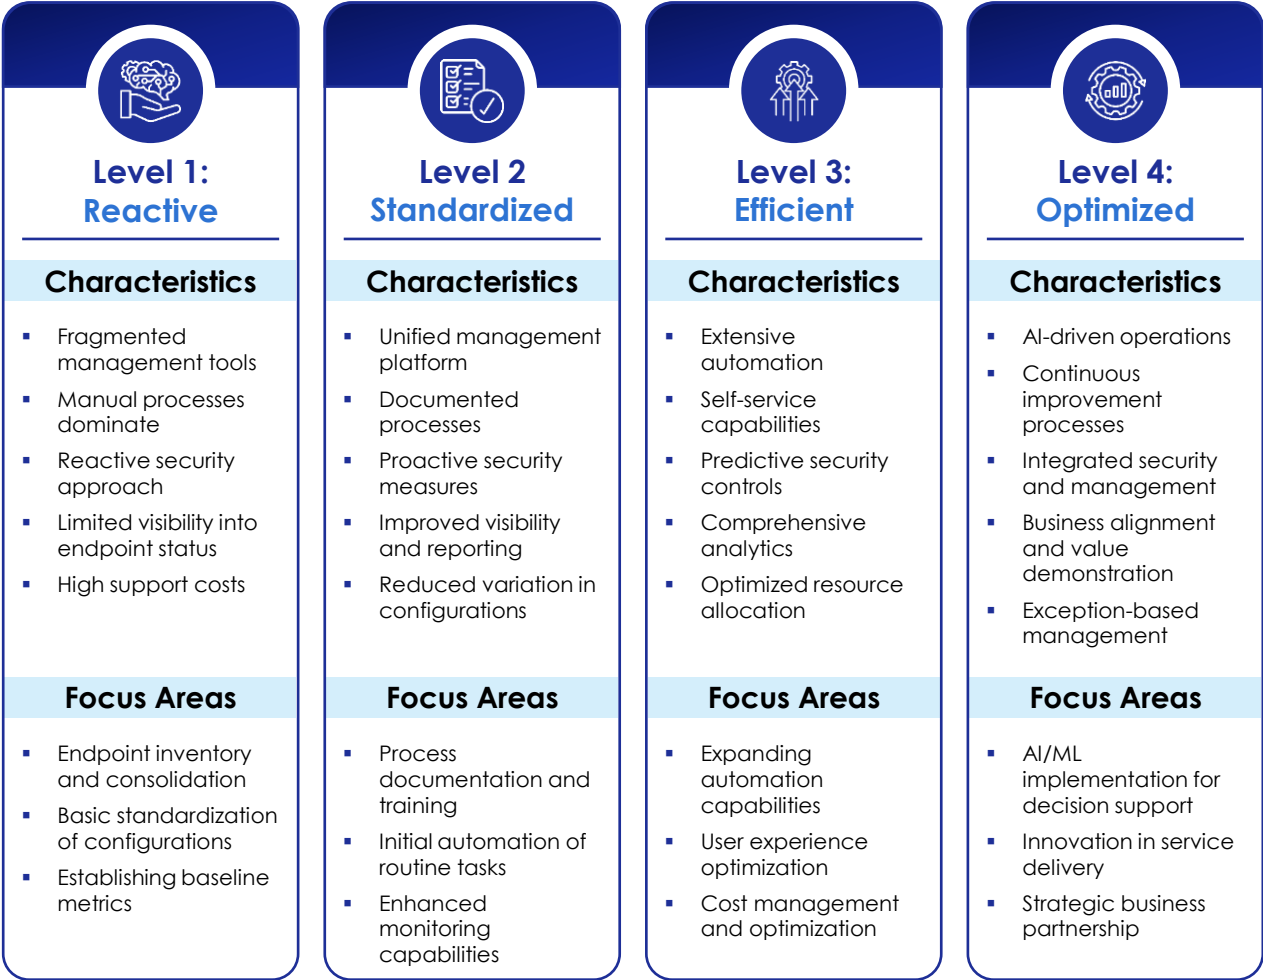 Level 1:
Reactive
Characteristics
▪ Fragmented
management tools
▪ Manual processes
dominate
▪ Reactive security
approach
▪ Limited visibility into
endpoint status
▪ High support costs
Focus Areas
▪ Endpoint inventory
and consolidation
▪ Basic standardization
of configurations
▪ Establishing baseline
metrics
Level 2
Standardized
Characteristics
▪ Unified management
platform
▪ Documented
processes
▪ Proactive security
measures
▪ Improved visibility
and reporting
▪ Reduced variation in
configurations
Focus Areas
▪ Process
documentation and
training
▪ Initial automation of
routine tasks
▪ Enhanced
monitoring
capabilities
Level 3:
Efficient
Characteristics
▪ Extensive
automation
▪ Self-service
capabilities
▪ Predictive security
controls
▪ Comprehensive
analytics
▪ Optimized resource
allocation
Focus Areas
▪ Expanding
automation
capabilities
▪ User experience
optimization
▪ Cost management
and optimization
Level 4:
Optimized
Characteristics
▪ AI-driven operations
▪ Continuous
improvement
processes
▪ Integrated security
and management
▪ Business alignment
and value
demonstration
▪ Exception-based
management
Focus Areas
▪ AI/ML
implementation for
decision support
▪ Innovation in service
delivery
▪ Strategic business
partnership